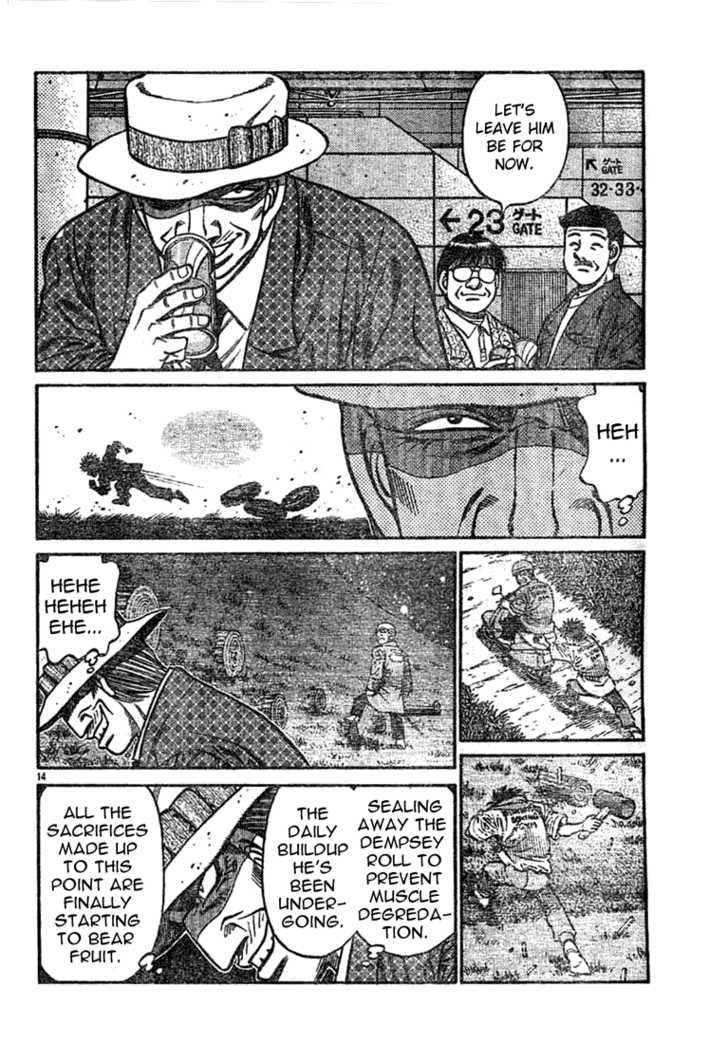 LET'S
LEAVE HIM
BE FOR
NOW.
↖ ゲート
GATE
32-33
←23 ゲート
GATE
HEH
...
HEHE
HEHEH
EHE...
14
SEALING
AWAY THE
DEMPSEY
ROLL TO
PREVENT
MUSCLE
DEGREDA-
TION.
THE
DAILY
BUILDUP
HE'S
BEEN
UNDER-
GOING.
ALL THE
SACRIFICES
MADE UP
TO THIS
POINT ARE
FINALLY
STARTING
TO BEAR
FRUIT.